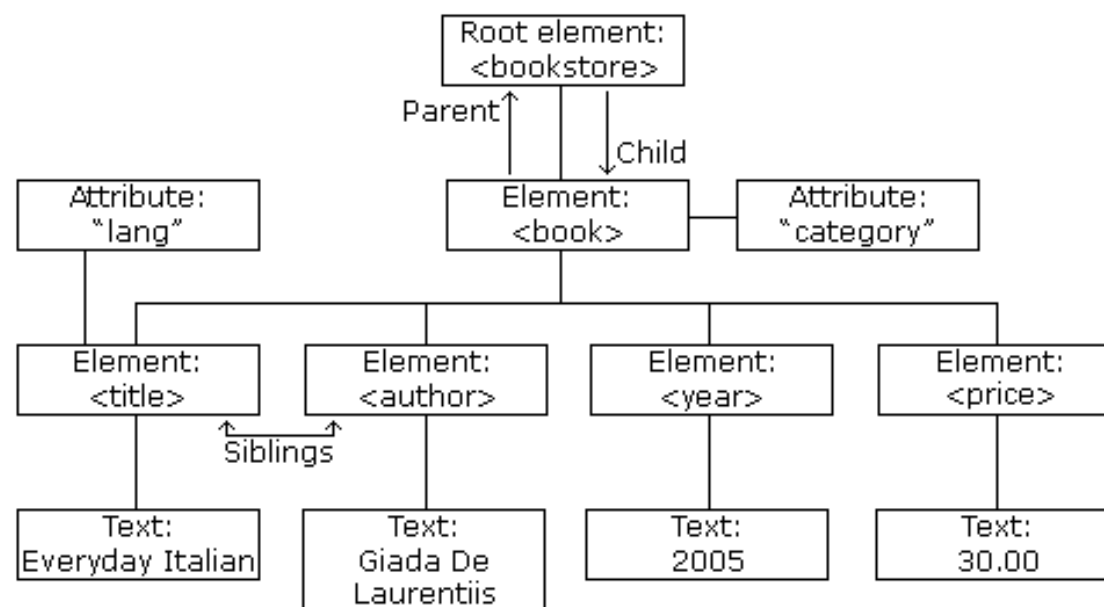 Root element:
<bookstore>
Parent
Child
Attribute:
“lang”
Element:
<book>
Attribute:
“category”
Element:
<title>
Element:
<author>
Element:
<year>
Element:
<price>
Siblings
Text:
Everyday Italian
Text:
Giada De
Laurentiis
Text:
2005
Text:
30.00